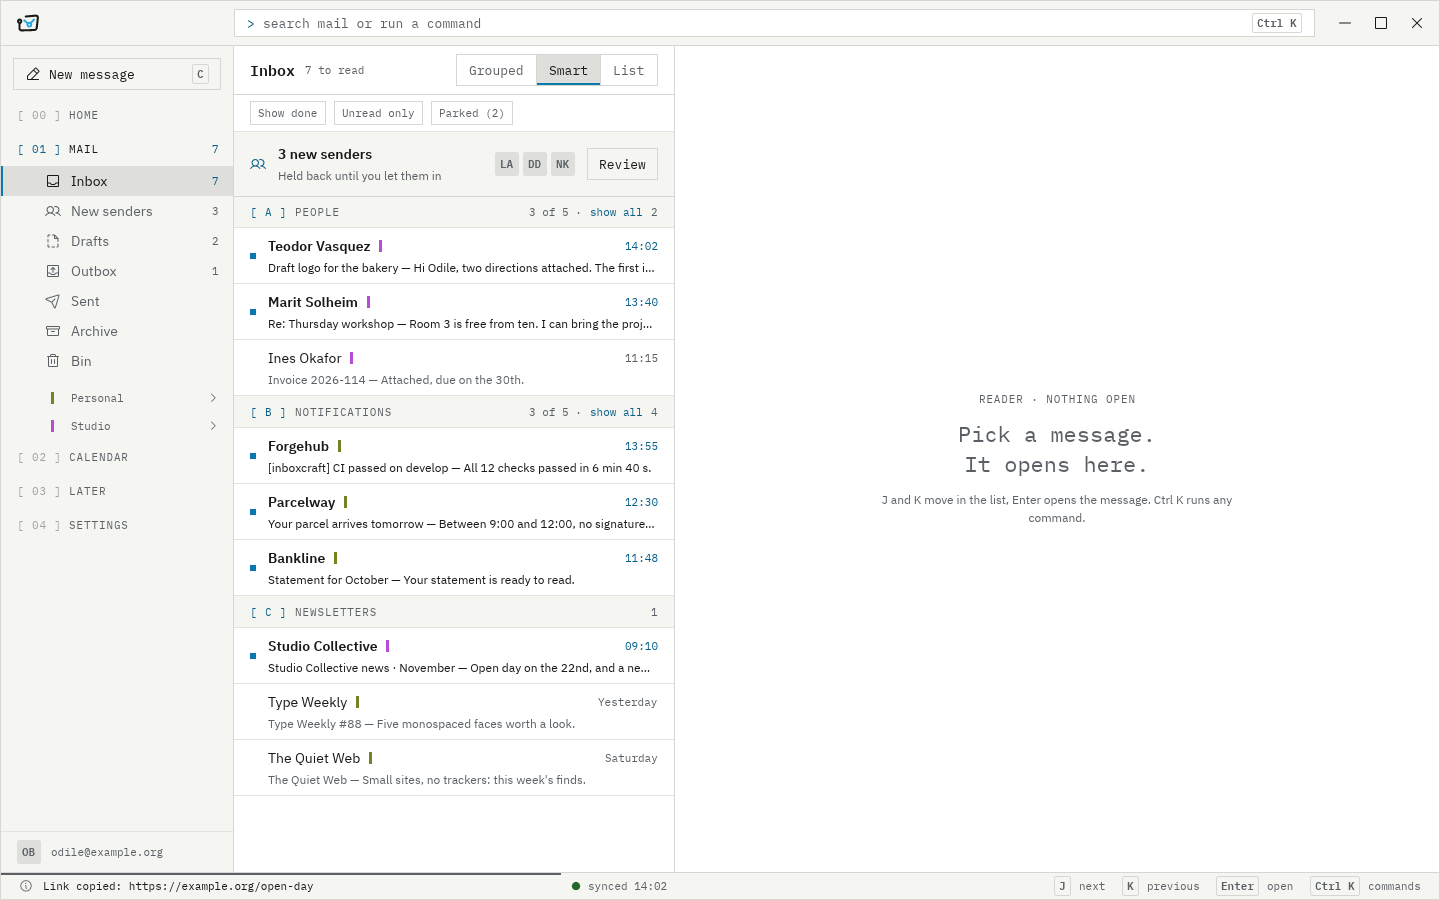 > search mail or run a command
Ctrl K
New message
C
[ 00 ] HOME
[ 01 ] MAIL 7
Inbox 7
New senders 3
Drafts 2
Outbox 1
Sent
Archive
Bin
Personal
Studio
[ 02 ] CALENDAR
[ 03 ] LATER
[ 04 ] SETTINGS
OB odile@example.org
Inbox 7 to read
Grouped Smart List
Show done Unread only Parked (2)
3 new senders
Held back until you let them in
LA DD NK Review
[ A ] PEOPLE 3 of 5 · show all 2
Teodor Vasquez 14:02
Draft logo for the bakery — Hi Odile, two directions attached. The first i…
Marit Solheim 13:40
Re: Thursday workshop — Room 3 is free from ten. I can bring the proj…
Ines Okafor 11:15
Invoice 2026-114 — Attached, due on the 30th.
[ B ] NOTIFICATIONS 3 of 5 · show all 4
Forgehub 13:55
[inboxcraft] CI passed on develop — All 12 checks passed in 6 min 40 s.
Parcelway 12:30
Your parcel arrives tomorrow — Between 9:00 and 12:00, no signature…
Bankline 11:48
Statement for October — Your statement is ready to read.
[ C ] NEWSLETTERS 1
Studio Collective 09:10
Studio Collective news · November — Open day on the 22nd, and a ne…
Type Weekly Yesterday
Type Weekly #88 — Five monospaced faces worth a look.
The Quiet Web Saturday
The Quiet Web — Small sites, no trackers: this week's finds.
READER · NOTHING OPEN
Pick a message.
It opens here.
J and K move in the list, Enter opens the message. Ctrl K runs any
command.
Link copied: https://example.org/open-day
synced 14:02
J next K previous Enter open Ctrl K commands